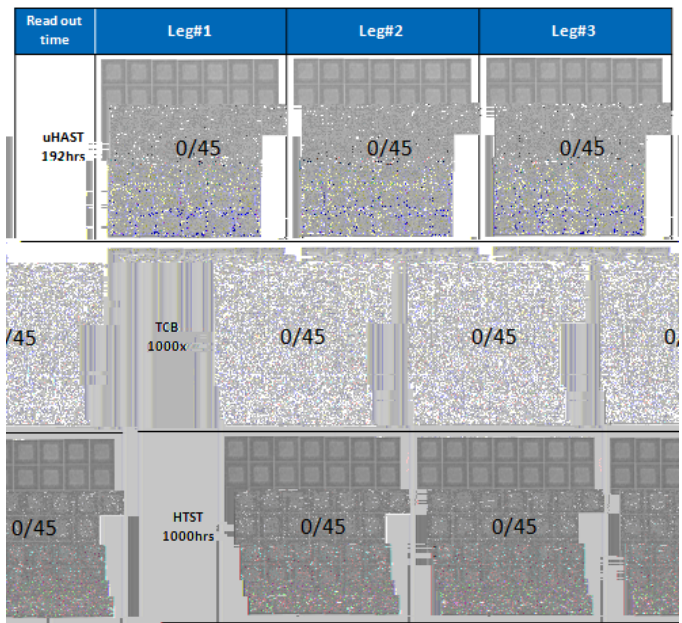 Read out time Leg#1 Leg#2 Leg#3
uHAST 192hrs 0/45 0/45 0/45
/45 TCB 1000x 0/45 0/45 0/
0/45 HTST 1000hrs 0/45 0/45